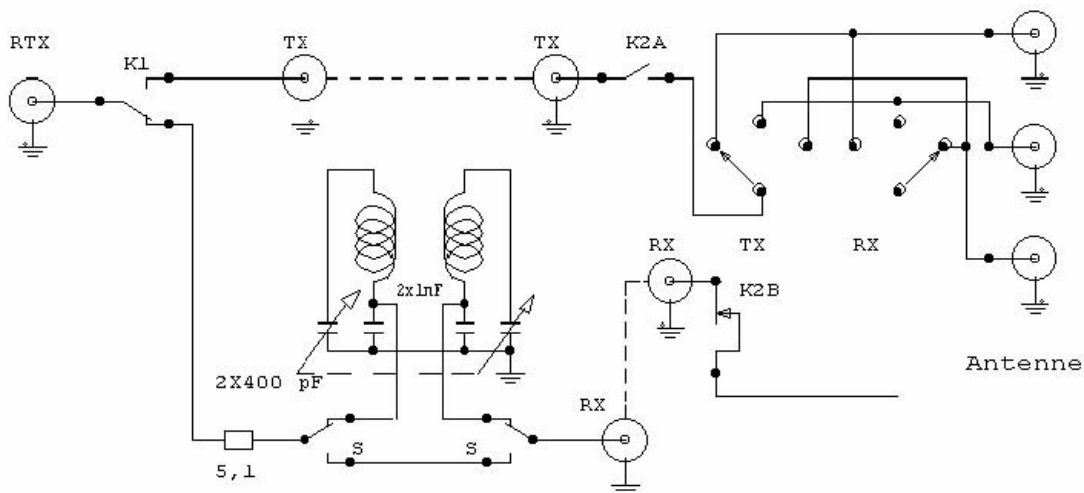 RTX
K1
TX
TX
K2A
2x1nF
RX
TX
RX
K2B
2X400 pF
Antenne
RX
S
S
5,1